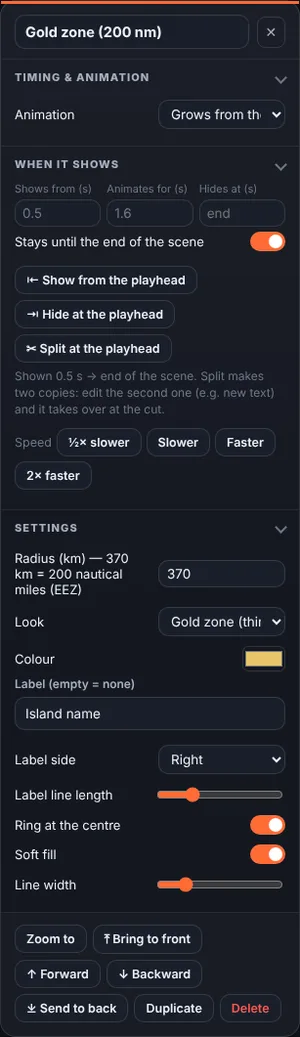 Gold zone (200 nm) ✕
TIMING & ANIMATION
Animation Grows from the
WHEN IT SHOWS
Shows from (s) Animates for (s) Hides at (s)
0.5 1.6 end
Stays until the end of the scene
⇤ Show from the playhead
⇥ Hide at the playhead
✂ Split at the playhead
Shown 0.5 s → end of the scene. Split makes
two copies: edit the second one (e.g. new text)
and it takes over at the cut.
Speed ½× slower Slower Faster
2× faster
SETTINGS
Radius (km) — 370
km = 200 nautical
miles (EEZ)
370
Look Gold zone (thin
Colour
Label (empty = none)
Island name
Label side Right
Label line length
Ring at the centre
Soft fill
Line width
Zoom to ⤒ Bring to front
↑ Forward ↓ Backward
⤓ Send to back Duplicate Delete